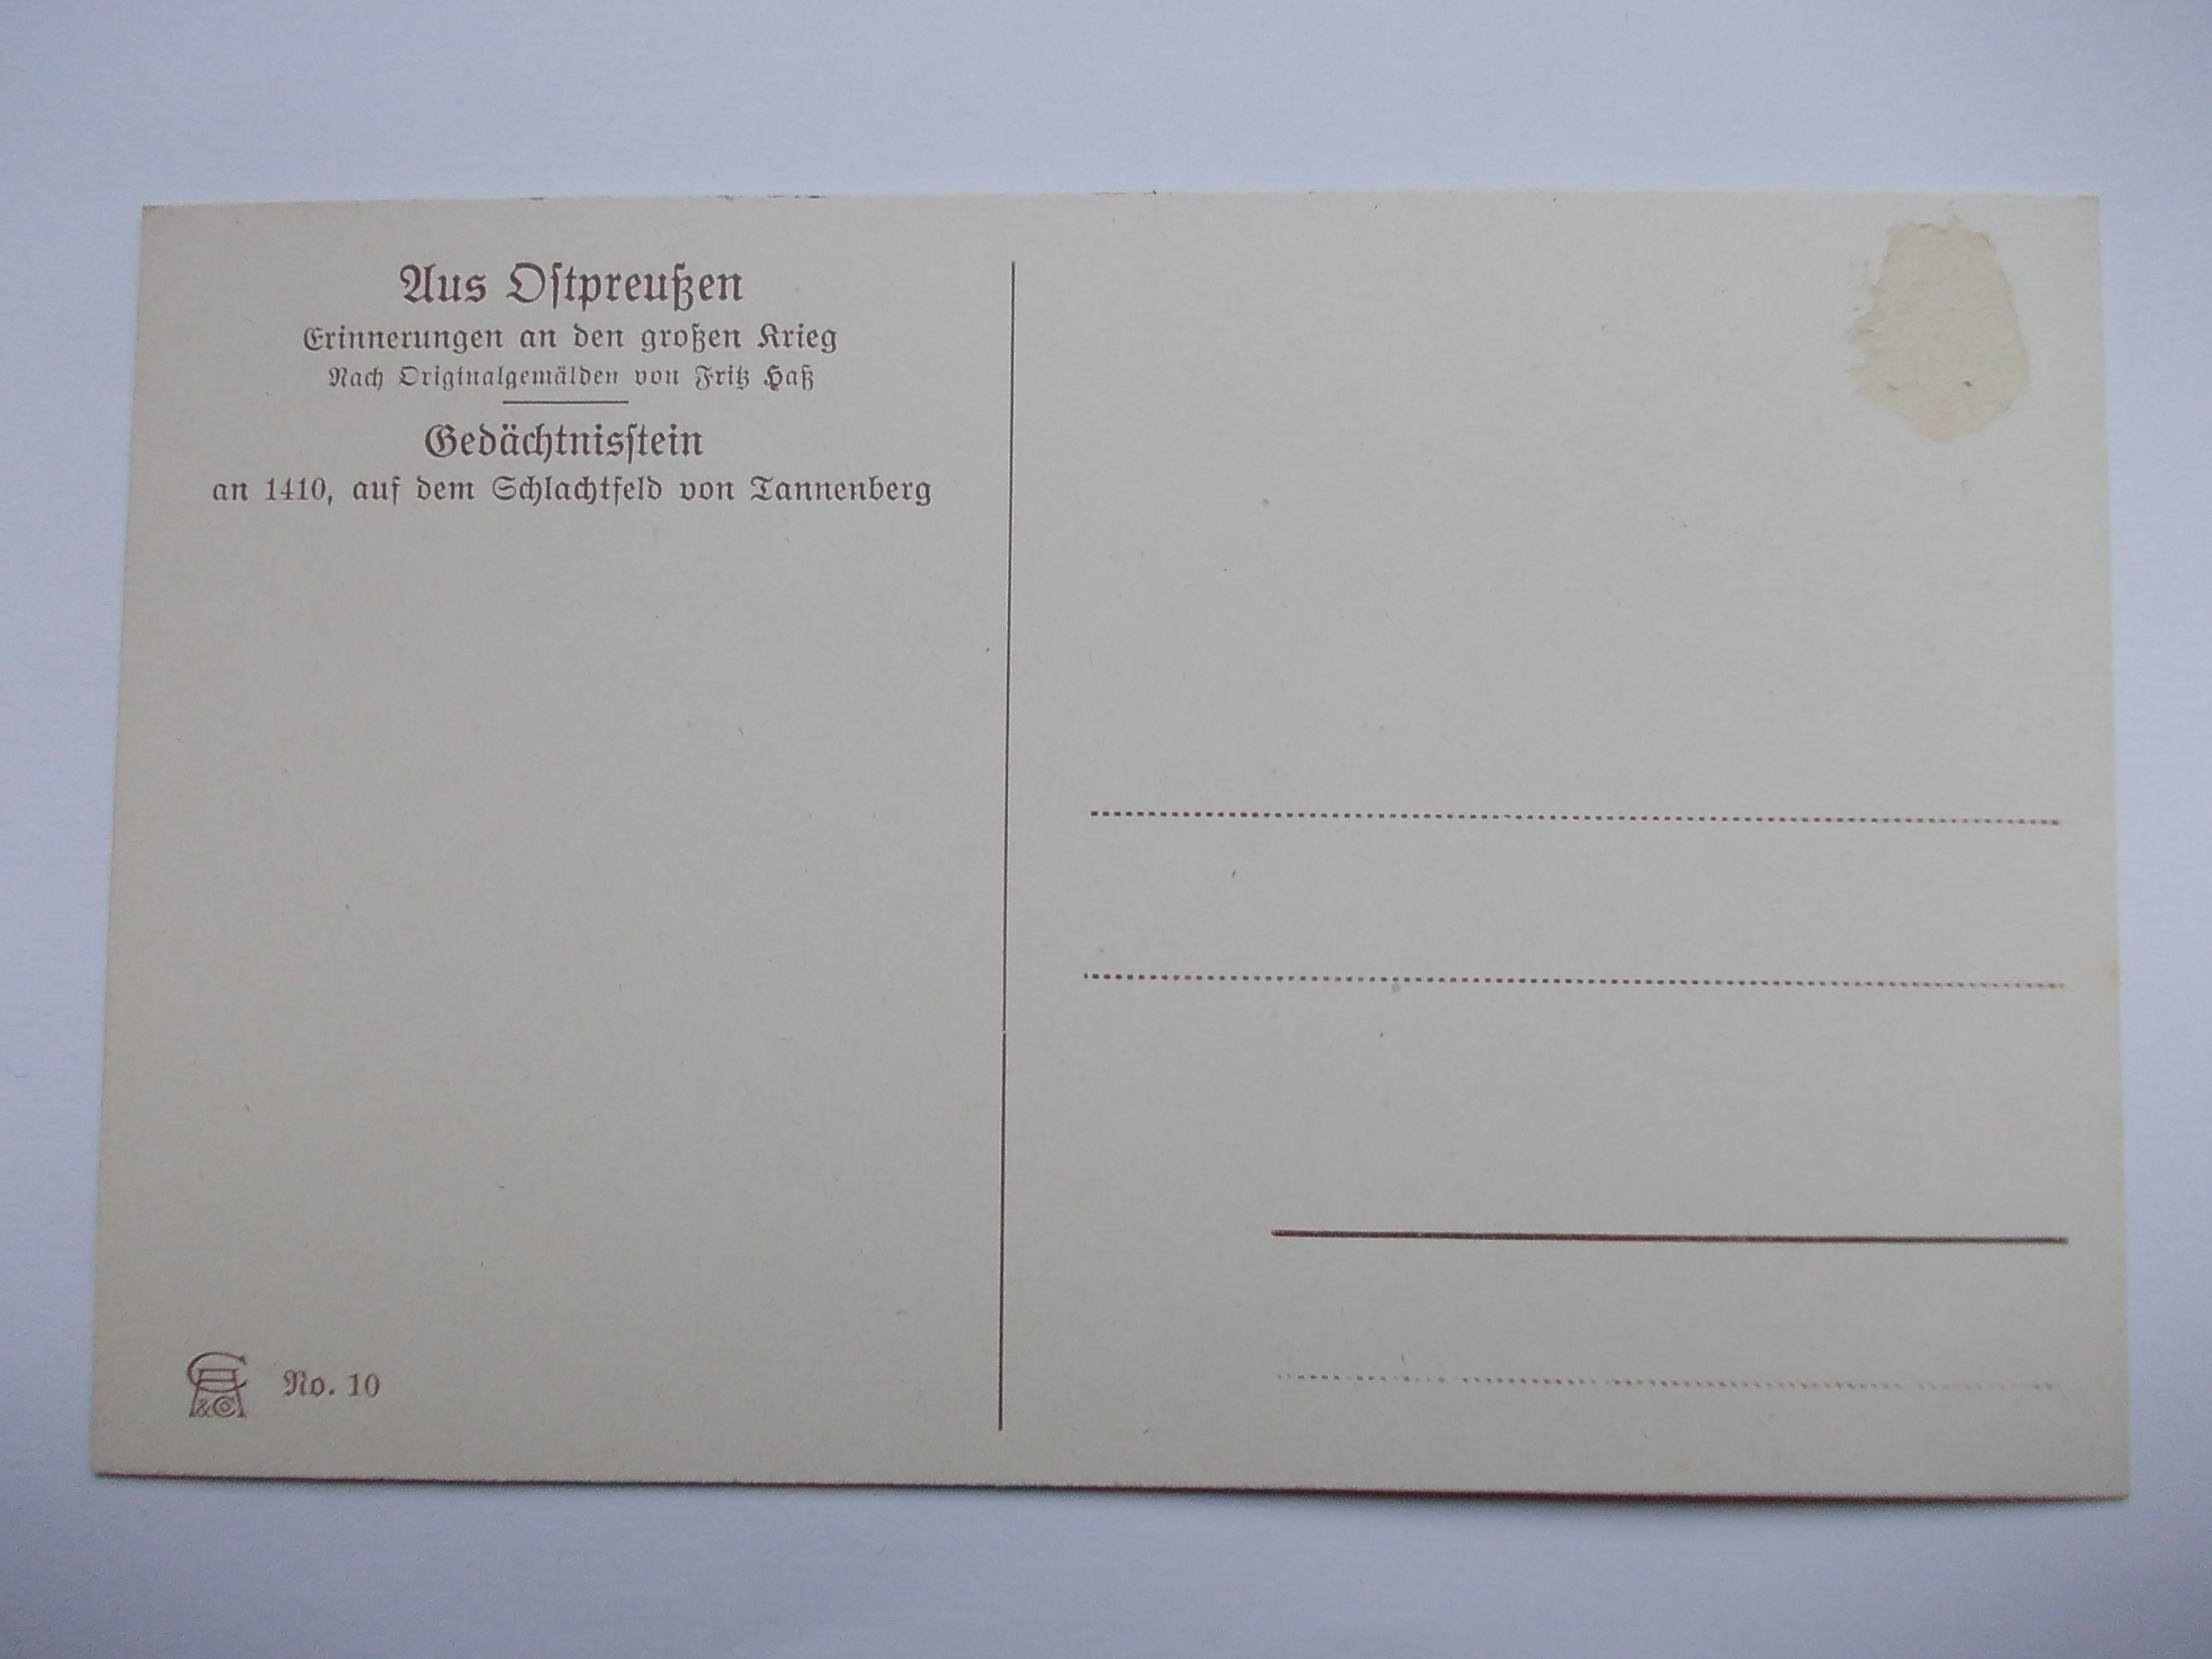 Aus Ostpreußen
Erinnerungen an den großen Krieg
Nach Originalgemälden von Fritz Haß
Gedächtnisstein
an 1410, auf dem Schlachtfeld von Tannenberg
No. 10